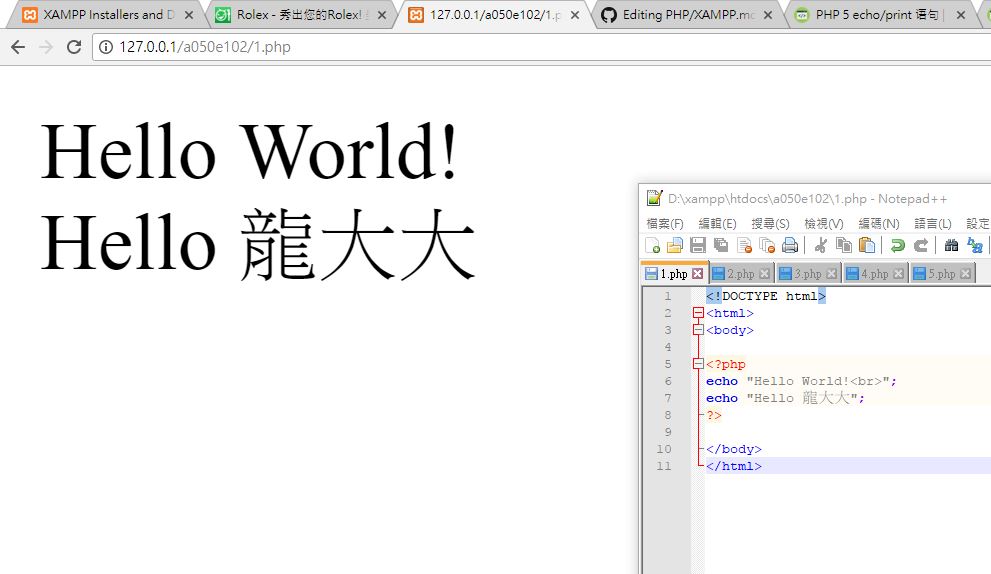 XAMPP Installers and D
Rolex - 秀出您的Rolex!
127.0.0.1/a050e102/1.p
Editing PHP/XAMPP.mc
PHP 5 echo/print 语句
127.0.0.1/a050e102/1.php
Hello World!
Hello 龍大大
D:\xampp\htdocs\a050e102\1.php - Notepad++
檔案(F) 編輯(E) 搜尋(S) 檢視(V) 編碼(N) 語言(L) 設定
1.php 2.php 3.php 4.php 5.php
1 <!DOCTYPE html>
2 <html>
3 <body>
4
5 <?php
6 echo "Hello World!<br>";
7 echo "Hello 龍大大";
8 ?>
9
10 </body>
11 </html>